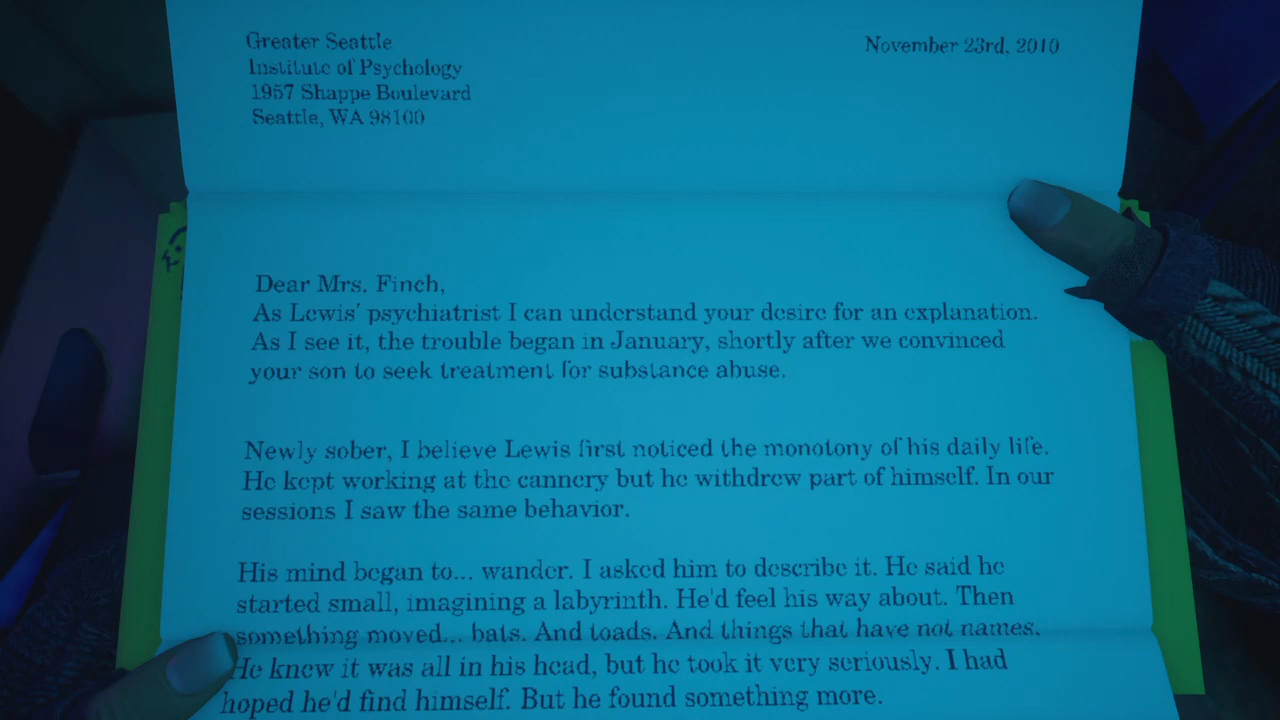 Greater Seattle
Institute of Psychology
1957 Shappe Boulevard
Seattle, WA 98100
November 23rd, 2010
Dear Mrs. Finch,
As Lewis' psychiatrist I can understand your desire for an explanation.
As I see it, the trouble began in January, shortly after we convinced
your son to seek treatment for substance abuse.
Newly sober, I believe Lewis first noticed the monotony of his daily life.
He kept working at the cannery but he withdrew part of himself. In our
sessions I saw the same behavior.
His mind began to... wander. I asked him to describe it. He said he
started small, imagining a labyrinth. He'd feel his way about. Then
something moved... bats. And toads. And things that have not names.
He knew it was all in his head, but he took it very seriously. I had
hoped he'd find himself. But he found something more.